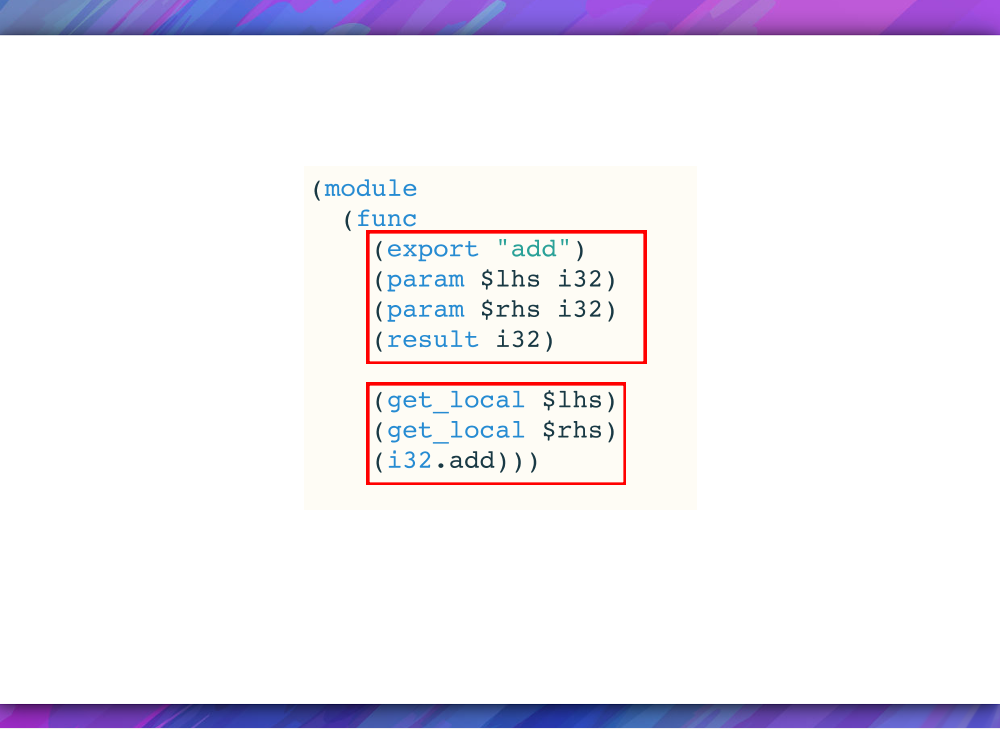 (module
(func
(export "add")
(param $lhs i32)
(param $rhs i32)
(result i32)
(get_local $lhs)
(get_local $rhs)
(i32.add)))